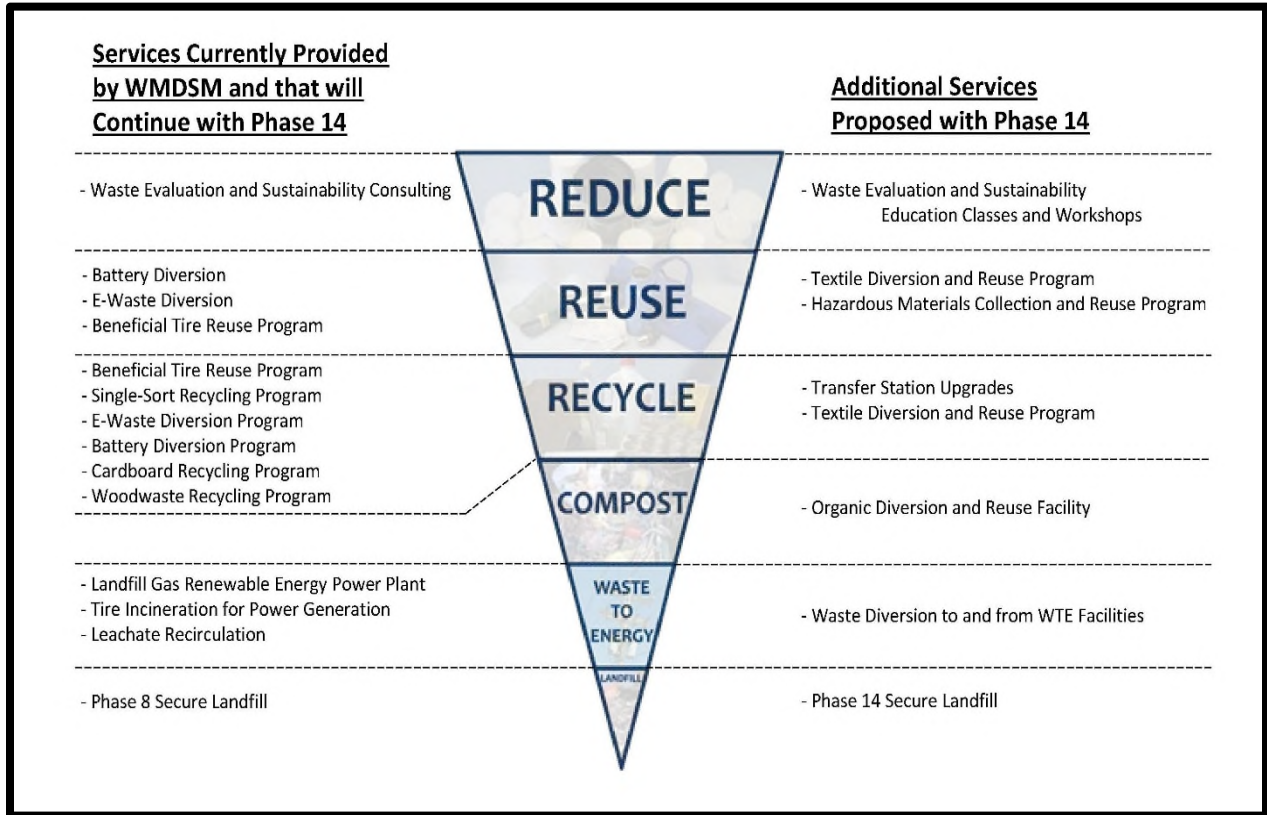 Services Currently Provided
by WMDSM and that will
Continue with Phase 14
Additional Services
Proposed with Phase 14
- Waste Evaluation and Sustainability Consulting
REDUCE
- Waste Evaluation and Sustainability
Education Classes and Workshops
- Battery Diversion
- E-Waste Diversion
- Beneficial Tire Reuse Program
REUSE
- Textile Diversion and Reuse Program
- Hazardous Materials Collection and Reuse Program
- Beneficial Tire Reuse Program
- Single-Sort Recycling Program
- E-Waste Diversion Program
- Battery Diversion Program
- Cardboard Recycling Program
- Woodwaste Recycling Program
RECYCLE
- Transfer Station Upgrades
- Textile Diversion and Reuse Program
COMPOST
- Organic Diversion and Reuse Facility
- Landfill Gas Renewable Energy Power Plant
- Tire Incineration for Power Generation
- Leachate Recirculation
WASTE
TO
ENERGY
- Waste Diversion to and from WTE Facilities
- Phase 8 Secure Landfill
LANDFILL
- Phase 14 Secure Landfill